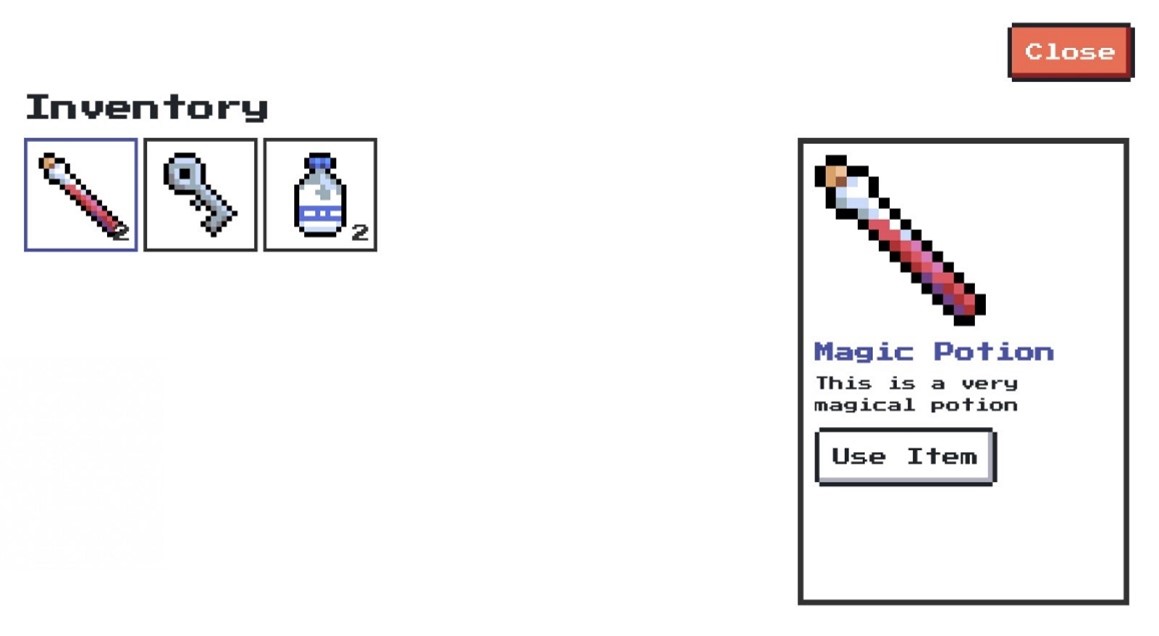 Close
Inventory
2
2
Magic Potion
This is a very
magical potion
Use Item